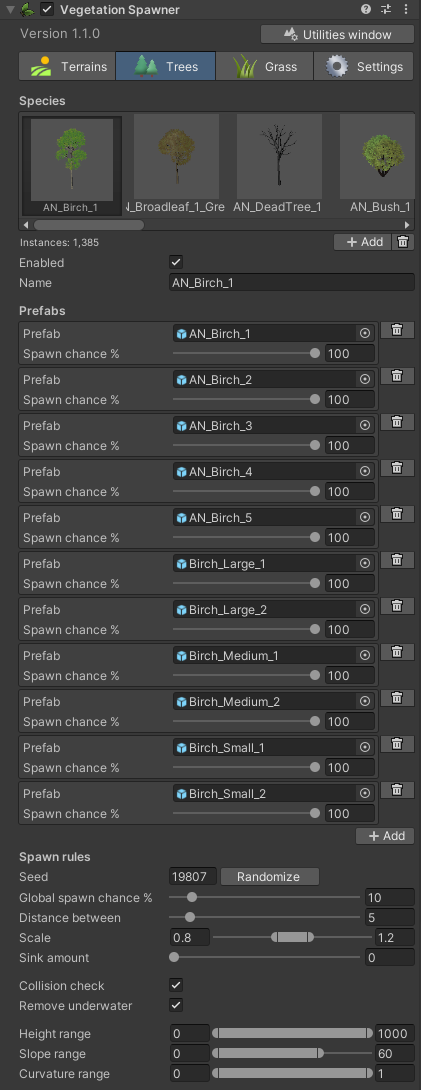 Vegetation Spawner
Version 1.1.0
Utilities window
Terrains Trees Grass Settings
Species
AN_Birch_1 \_Broadleaf_1_Gre AN_DeadTree_1 AN_Bush_1
Instances: 1,385
+ Add
Enabled
Name AN_Birch_1
Prefabs
Prefab AN_Birch_1
Spawn chance % 100
Prefab AN_Birch_2
Spawn chance % 100
Prefab AN_Birch_3
Spawn chance % 100
Prefab AN_Birch_4
Spawn chance % 100
Prefab AN_Birch_5
Spawn chance % 100
Prefab Birch_Large_1
Spawn chance % 100
Prefab Birch_Large_2
Spawn chance % 100
Prefab Birch_Medium_1
Spawn chance % 100
Prefab Birch_Medium_2
Spawn chance % 100
Prefab Birch_Small_1
Spawn chance % 100
Prefab Birch_Small_2
Spawn chance % 100
+ Add
Spawn rules
Seed 19807 Randomize
Global spawn chance % 10
Distance between 5
Scale 0.8 1.2
Sink amount 0
Collision check
Remove underwater
Height range 0 1000
Slope range 0 60
Curvature range 0 1